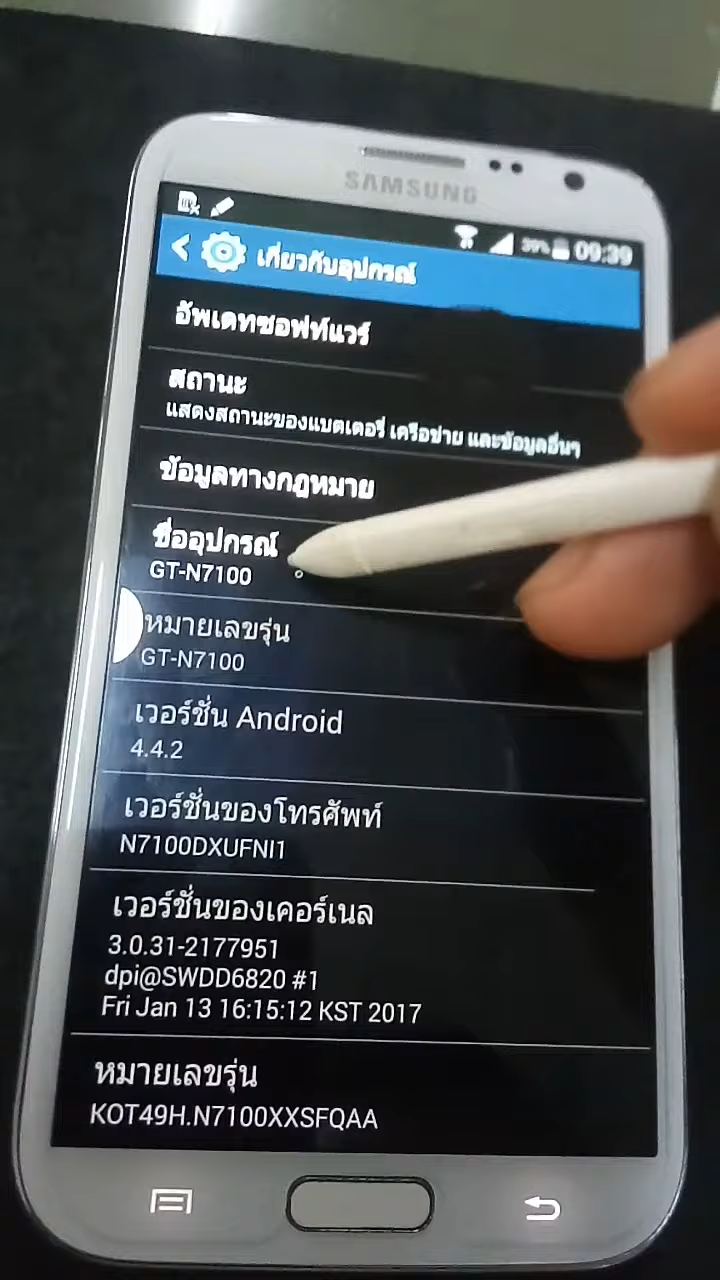 SAMSUNG
39% 09:39
เกี่ยวกับอุปกรณ์
อัพเดทซอฟท์แวร์
สถานะ
แสดงสถานะของแบตเตอรี่ เครือข่าย และข้อมูลอื่นๆ
ข้อมูลทางกฎหมาย
ชื่ออุปกรณ์
GT-N7100
หมายเลขรุ่น
GT-N7100
เวอร์ชั่น Android
4.4.2
เวอร์ชั่นของโทรศัพท์
N7100DXUFNI1
เวอร์ชั่นของเคอร์เนล
3.0.31-2177951
dpi@SWDD6820 #1
Fri Jan 13 16:15:12 KST 2017
หมายเลขรุ่น
KOT49H.N7100XXSFQAA